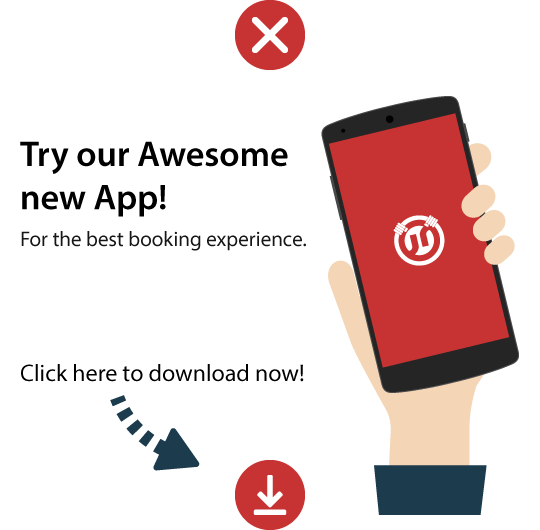 Try our Awesome
new App!
For the best booking experience.
Click here to download now!